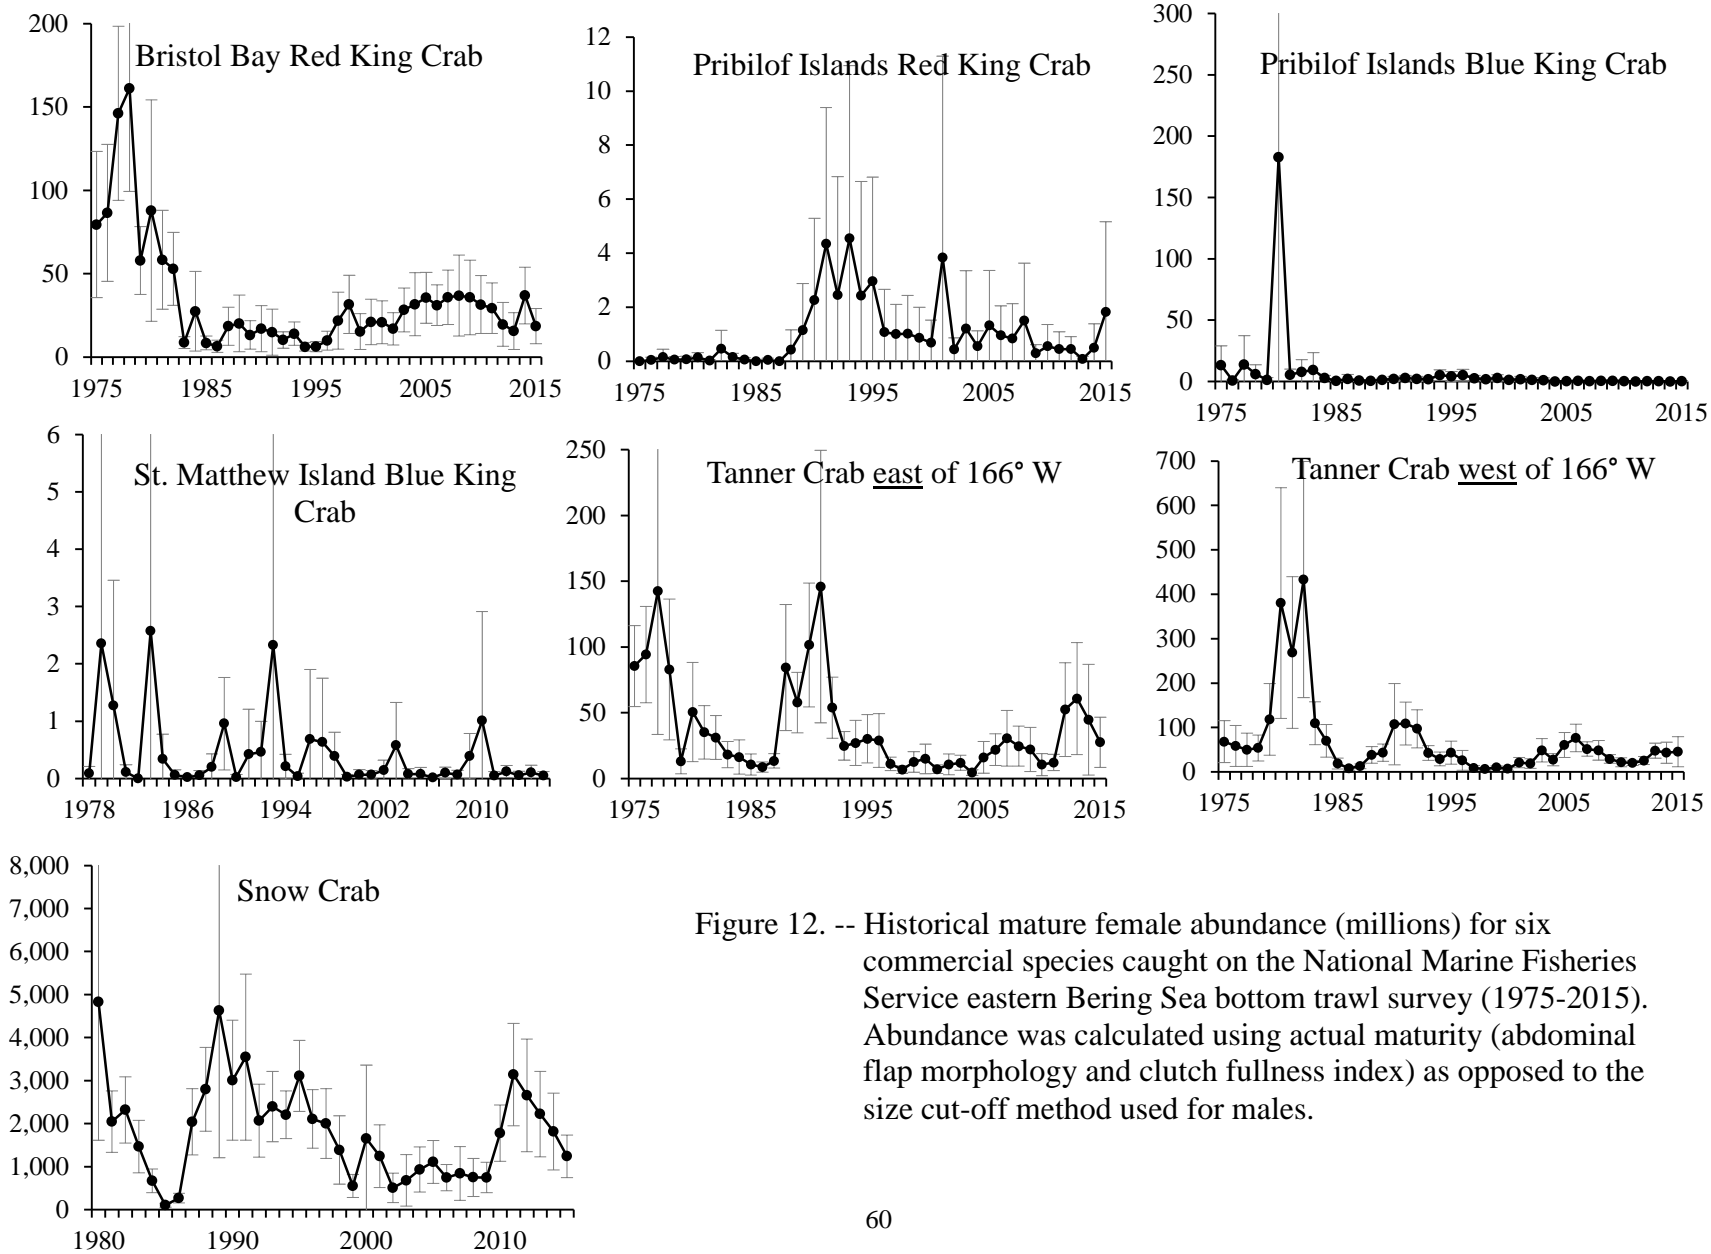 Bristol Bay Red King Crab
200
150
100
50
0
1975 1985 1995 2005 2015
Pribilof Islands Red King Crab
12
10
8
6
4
2
0
1975 1985 1995 2005 2015
Pribilof Islands Blue King Crab
300
250
200
150
100
50
0
1975 1985 1995 2005 2015
St. Matthew Island Blue King
Crab
6
5
4
3
2
1
0
1978 1986 1994 2002 2010
Tanner Crab east of 166° W
250
200
150
100
50
0
1975 1985 1995 2005 2015
Tanner Crab west of 166° W
700
600
500
400
300
200
100
0
1975 1985 1995 2005 2015
Snow Crab
8,000
7,000
6,000
5,000
4,000
3,000
2,000
1,000
0
1980 1990 2000 2010
Figure 12. -- Historical mature female abundance (millions) for six
commercial species caught on the National Marine Fisheries
Service eastern Bering Sea bottom trawl survey (1975-2015).
Abundance was calculated using actual maturity (abdominal
flap morphology and clutch fullness index) as opposed to the
size cut-off method used for males.
60